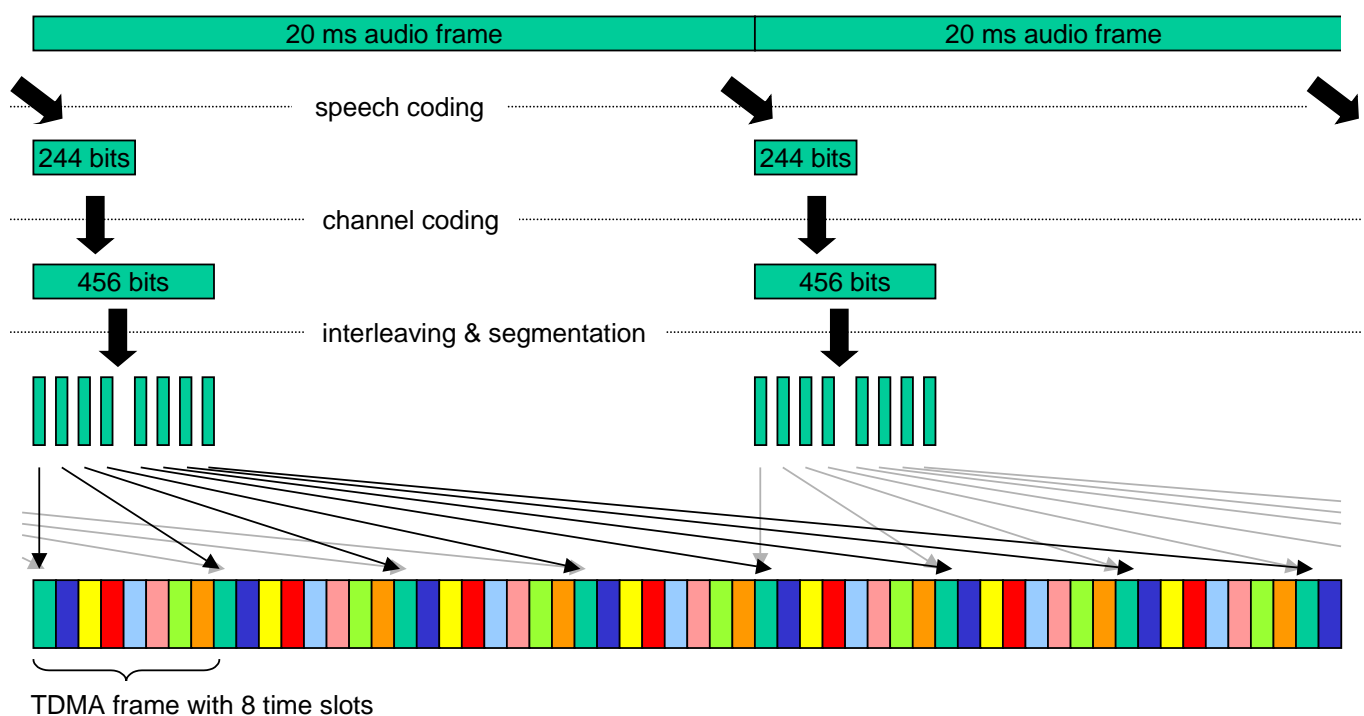 20 ms audio frame 20 ms audio frame
speech coding
244 bits 244 bits
channel coding
456 bits 456 bits
interleaving & segmentation
TDMA frame with 8 time slots